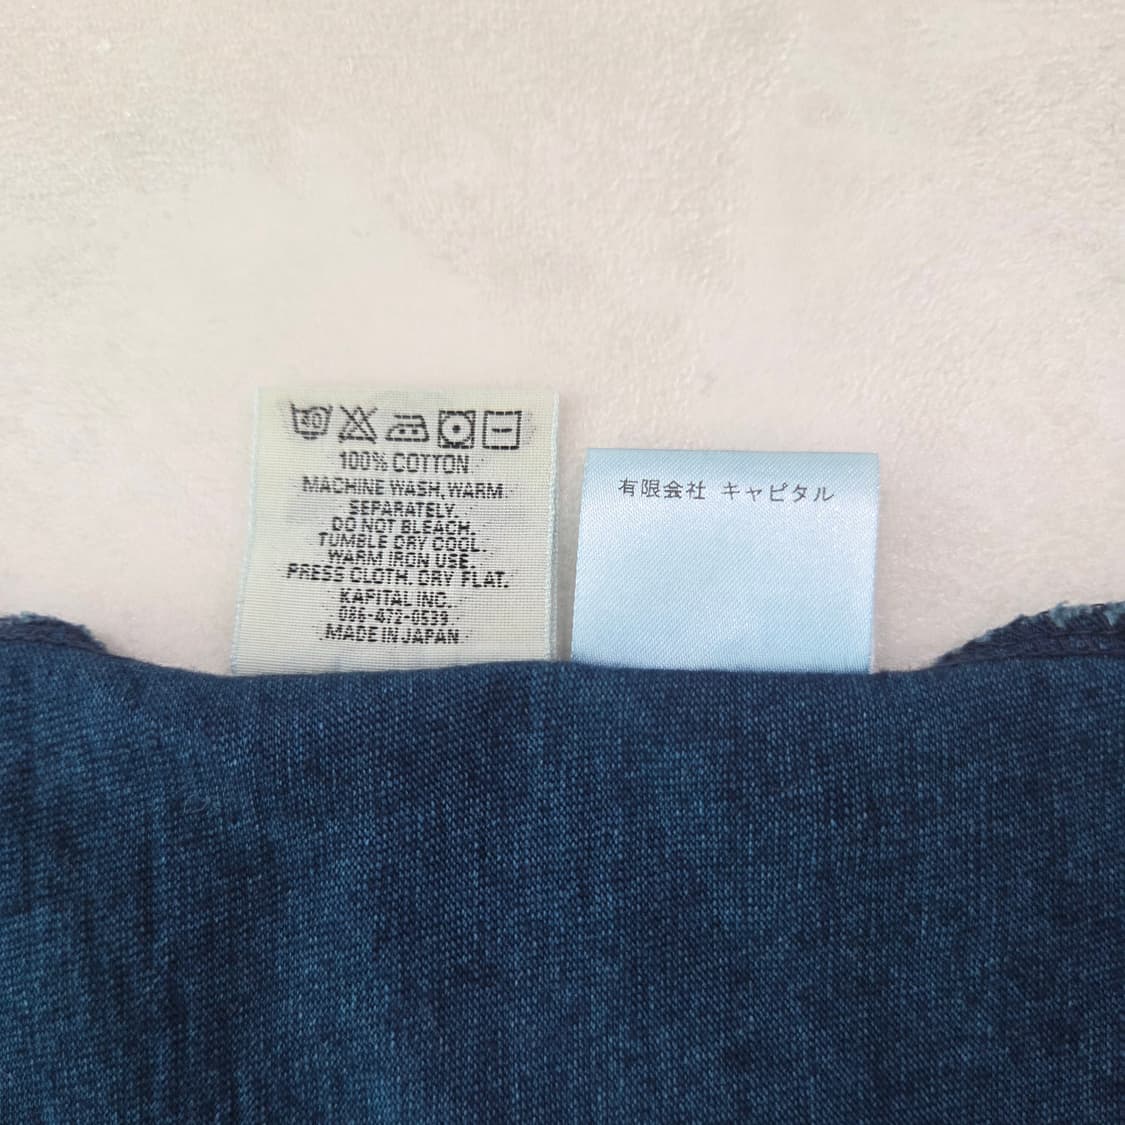 100% COTTON
MACHINE WASH, WARM.
SEPARATELY.
DO NOT BLEACH.
TUMBLE DRY COOL.
WARM IRON USE.
PRESS CLOTH. DRY FLAT.
KAPITAL INC.
086-472-0539
MADE IN JAPAN
有限会社 キャピタル